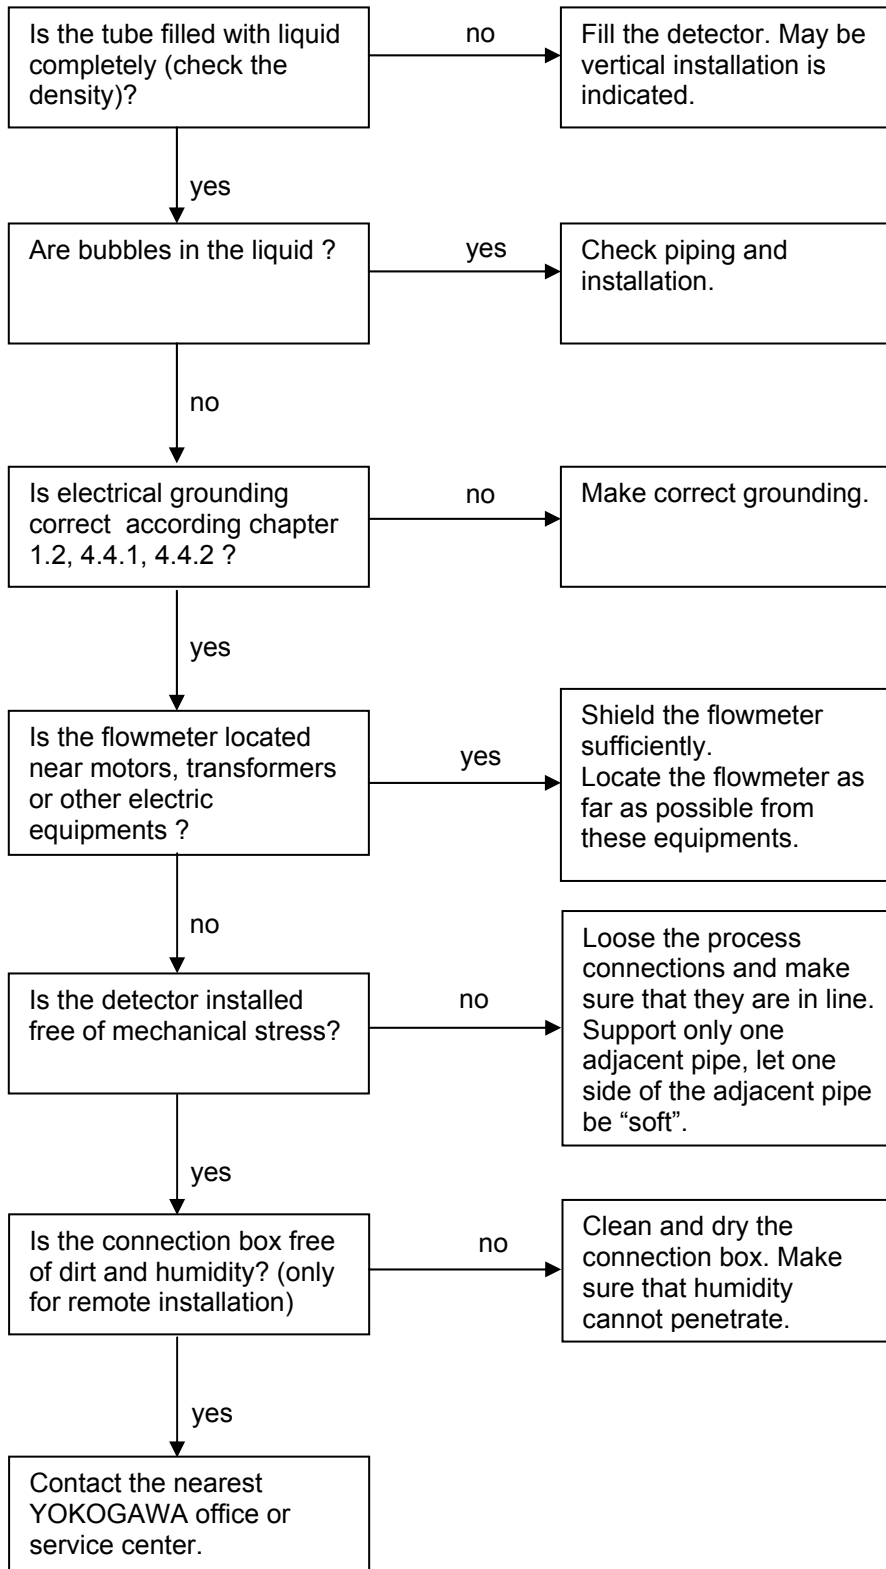 Is the tube filled with liquid
completely (check the
density)?
no
Fill the detector. May be
vertical installation is
indicated.
yes
Are bubbles in the liquid ?
yes
Check piping and
installation.
no
Is electrical grounding
correct  according chapter
1.2, 4.4.1, 4.4.2 ?
no
Make correct grounding.
yes
Is the flowmeter located
near motors, transformers
or other electric
equipments ?
yes
Shield the flowmeter
sufficiently.
Locate the flowmeter as
far as possible from
these equipments.
no
Is the detector installed
free of mechanical stress?
no
Loose the process
connections and make
sure that they are in line.
Support only one
adjacent pipe, let one
side of the adjacent pipe
be “soft”.
yes
Is the connection box free
of dirt and humidity? (only
for remote installation)
no
Clean and dry the
connection box. Make
sure that humidity
cannot penetrate.
yes
Contact the nearest
YOKOGAWA office or
service center.